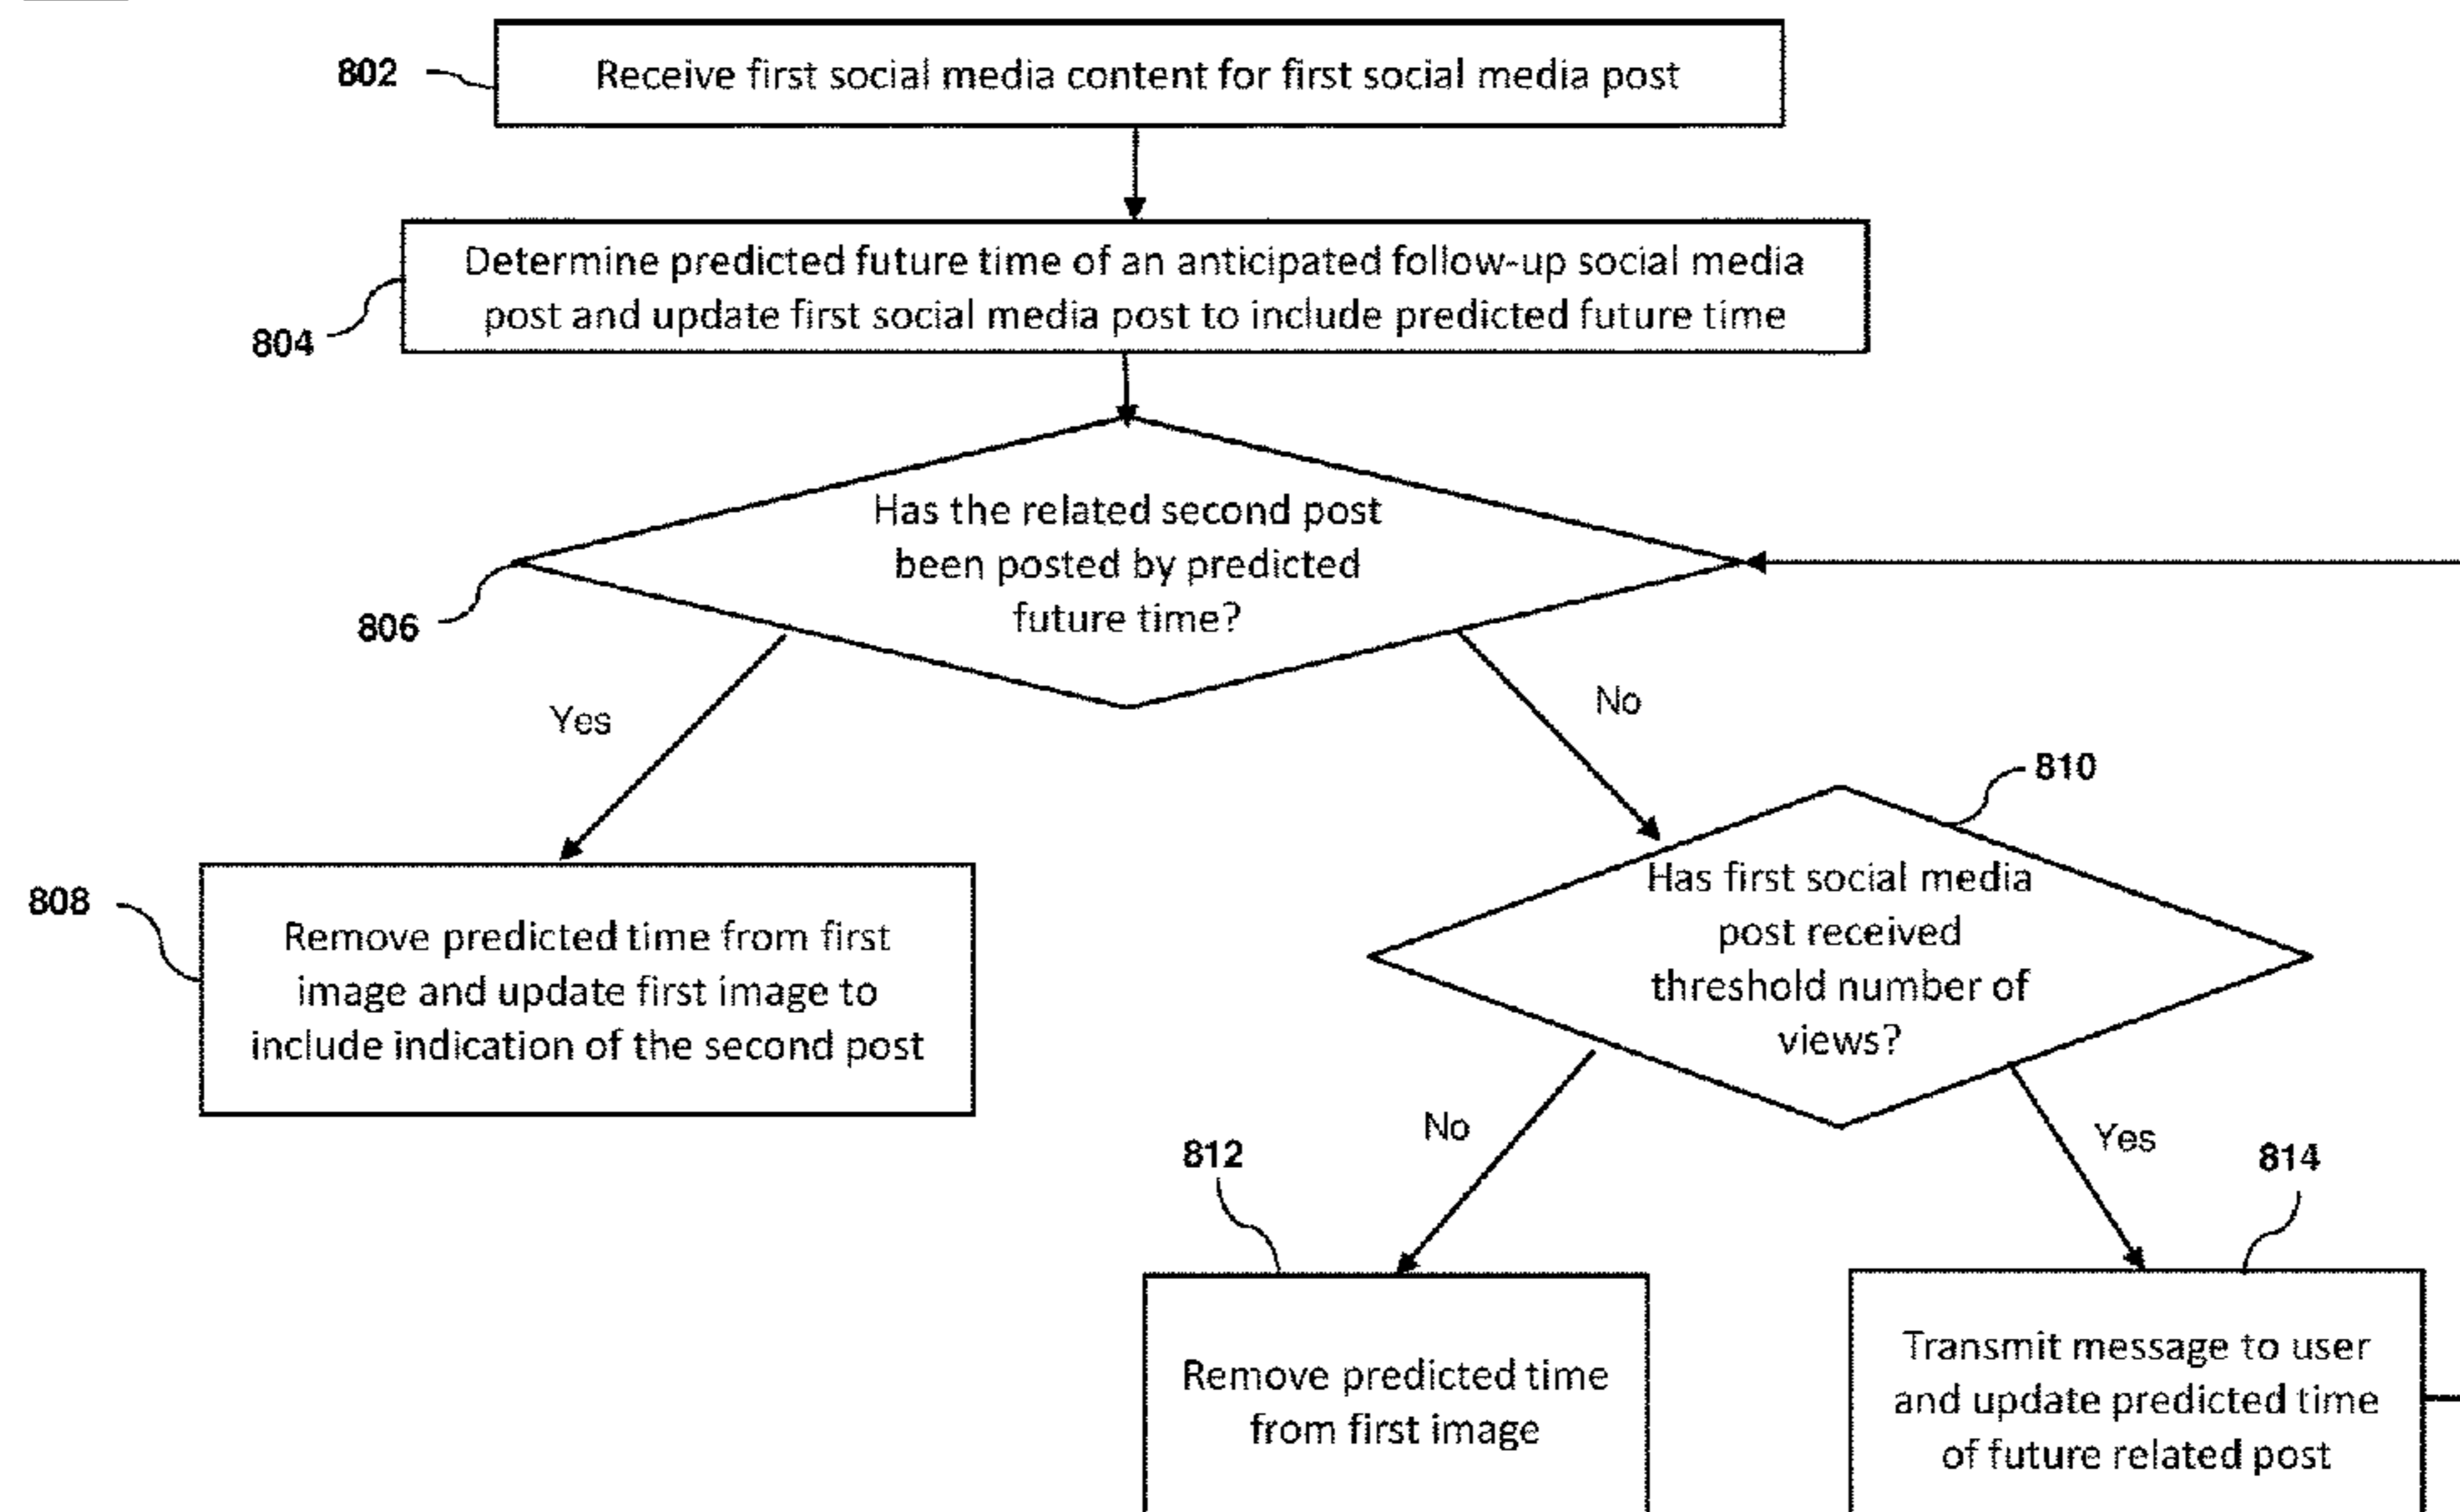 802
Receive first social media content for first social media post
Determine predicted future time of an anticipated follow-up social media
post and update first social media post to include predicted future time
804
Has the related second post
been posted by predicted
future time?
806
Yes
No
810
808
Remove predicted time from first
image and update first image to
include indication of the second post
Has first social media
post received
threshold number of
views?
No
Yes
812
814
Remove predicted time
from first image
Transmit message to user
and update predicted time
of future related post